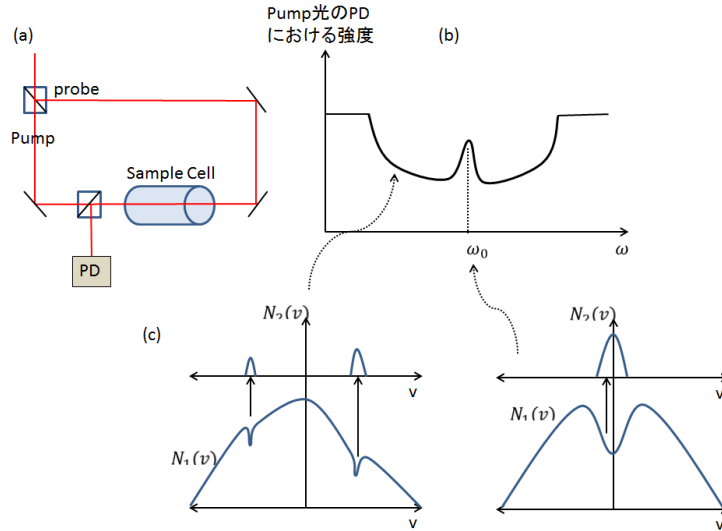 (a)
probe
Pump
Sample Cell
PD
Pump光のPD
における強度
(b)
ω₀
ω
(c)
N₂(v)
v
N₁(v)
v
N₂(v)
v
N₁(v)
v